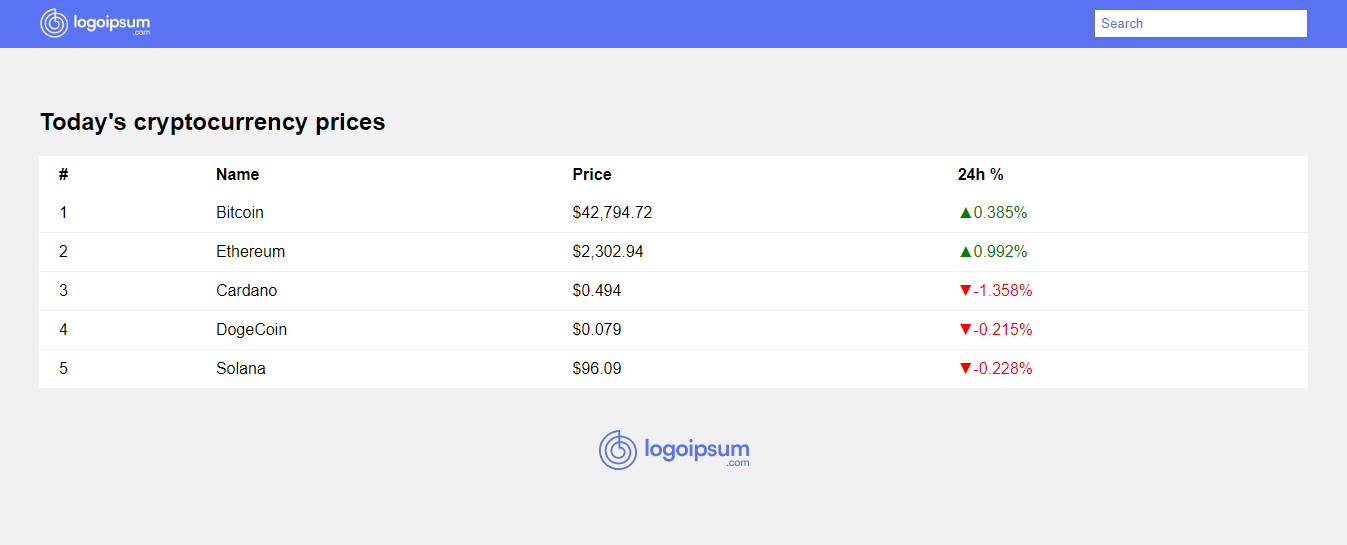 logoipsum
.com
Search
Today's cryptocurrency prices
# Name Price 24h %
1 Bitcoin $42,794.72 ▲0.385%
2 Ethereum $2,302.94 ▲0.992%
3 Cardano $0.494 ▼-1.358%
4 DogeCoin $0.079 ▼-0.215%
5 Solana $96.09 ▼-0.228%
logoipsum
.com